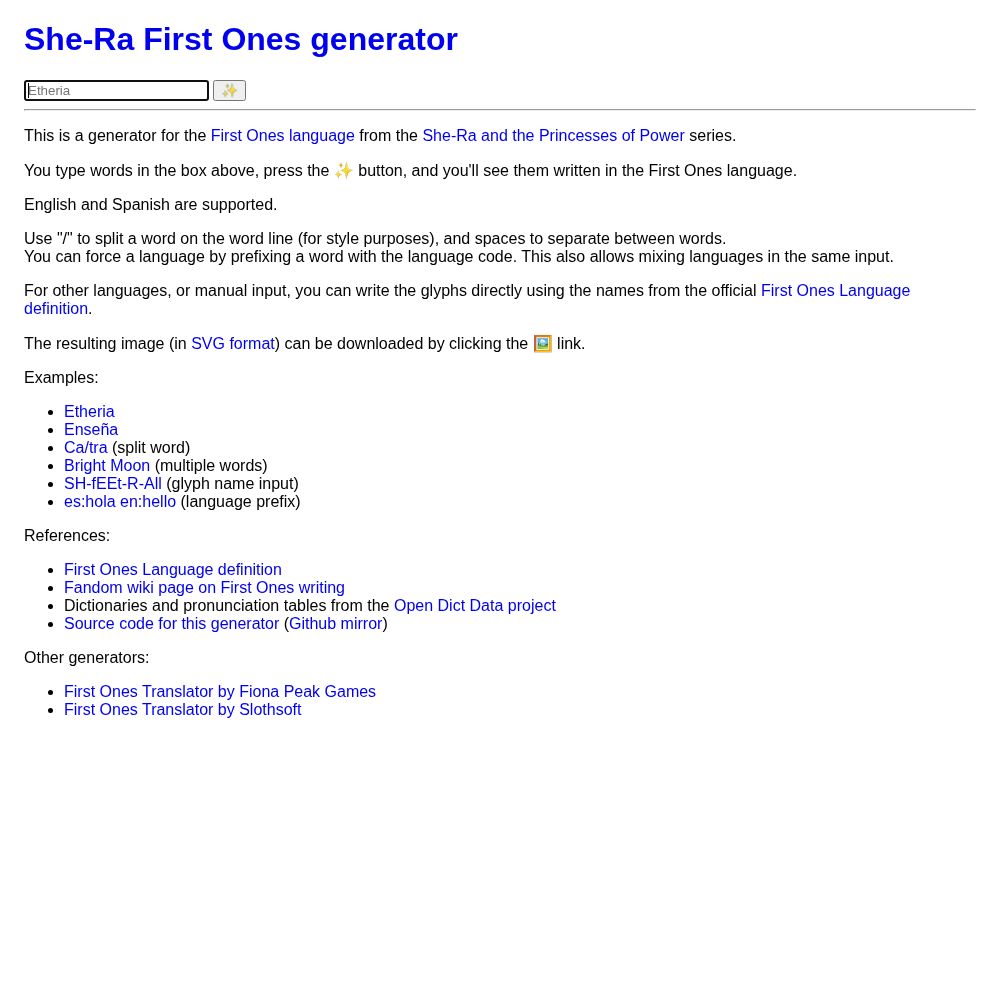 She-Ra First Ones generator
Etheria ✨
This is a generator for the First Ones language from the She-Ra and the Princesses of Power series.
You type words in the box above, press the ✨ button, and you'll see them written in the First Ones language.
English and Spanish are supported.
Use "/" to split a word on the word line (for style purposes), and spaces to separate between words.
You can force a language by prefixing a word with the language code. This also allows mixing languages in the same input.
For other languages, or manual input, you can write the glyphs directly using the names from the official First Ones Language
definition.
The resulting image (in SVG format) can be downloaded by clicking the 🖼️ link.
Examples:
• Etheria
• Enseña
• Ca/tra (split word)
• Bright Moon (multiple words)
• SH-fEEt-R-All (glyph name input)
• es:hola en:hello (language prefix)
References:
• First Ones Language definition
• Fandom wiki page on First Ones writing
• Dictionaries and pronunciation tables from the Open Dict Data project
• Source code for this generator (Github mirror)
Other generators:
• First Ones Translator by Fiona Peak Games
• First Ones Translator by Slothsoft